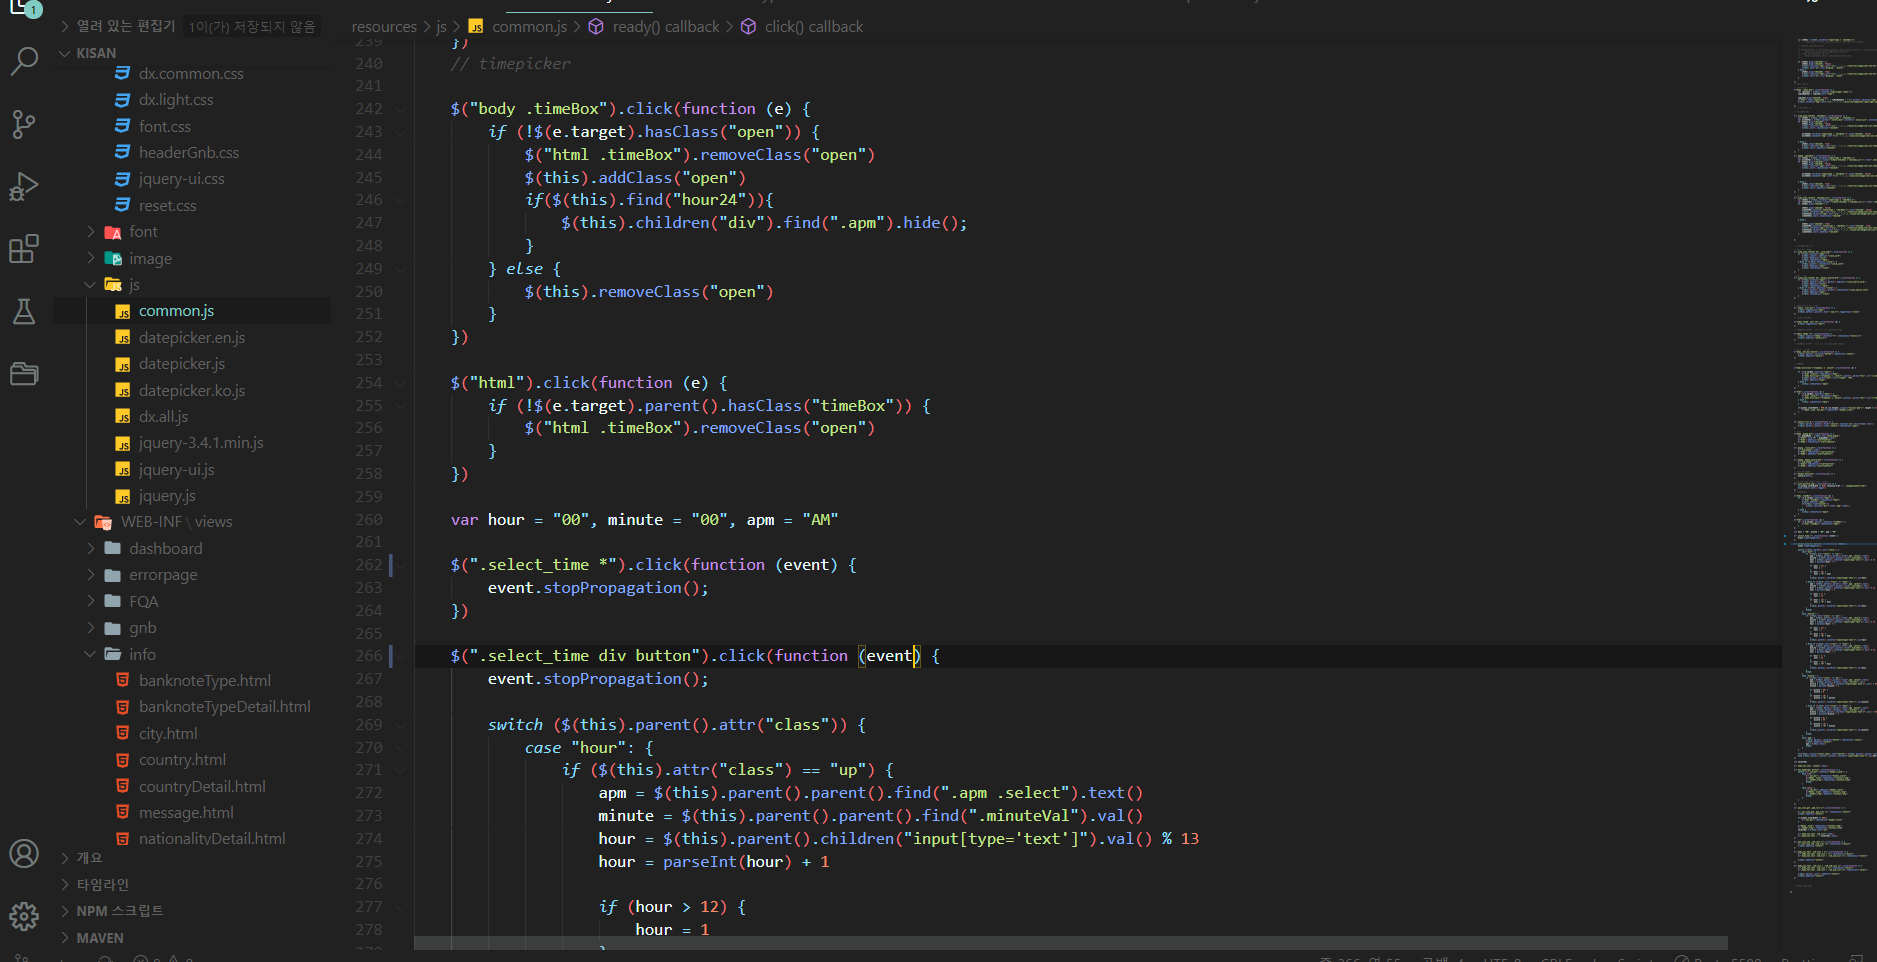 1
열려 있는 편집기 1이(가) 저장되지 않음
KISAN
dx.common.css
dx.light.css
font.css
headerGnb.css
jquery-ui.css
reset.css
font
image
js
common.js
datepicker.en.js
datepicker.js
datepicker.ko.js
dx.all.js
jquery-3.4.1.min.js
jquery-ui.js
jquery.js
WEB-INF \ views
dashboard
errorpage
FQA
gnb
info
banknoteType.html
banknoteTypeDetail.html
city.html
country.html
countryDetail.html
message.html
nationalityDetail.html
개요
타임라인
NPM 스크립트
MAVEN
resources > js > JS common.js > ready() callback > click() callback
239 })
240 // timepicker
241
242 $("body .timeBox").click(function (e) {
243 if (!$(e.target).hasClass("open")) {
244 $("html .timeBox").removeClass("open")
245 $(this).addClass("open")
246 if($(this).find("hour24")){
247 $(this).children("div").find(".apm").hide();
248 }
249 } else {
250 $(this).removeClass("open")
251 }
252 })
253
254 $("html").click(function (e) {
255 if (!$(e.target).parent().hasClass("timeBox")) {
256 $("html .timeBox").removeClass("open")
257 }
258 })
259
260 var hour = "00", minute = "00", apm = "AM"
261
262 $(".select_time *").click(function (event) {
263 event.stopPropagation();
264 })
265
266 $(".select_time div button").click(function (event) {
267 event.stopPropagation();
268
269 switch ($(this).parent().attr("class")) {
270 case "hour": {
271 if ($(this).attr("class") == "up") {
272 apm = $(this).parent().parent().find(".apm .select").text()
273 minute = $(this).parent().parent().find(".minuteVal").val()
274 hour = $(this).parent().children("input[type='text']").val() % 13
275 hour = parseInt(hour) + 1
276
277 if (hour > 12) {
278 hour = 1